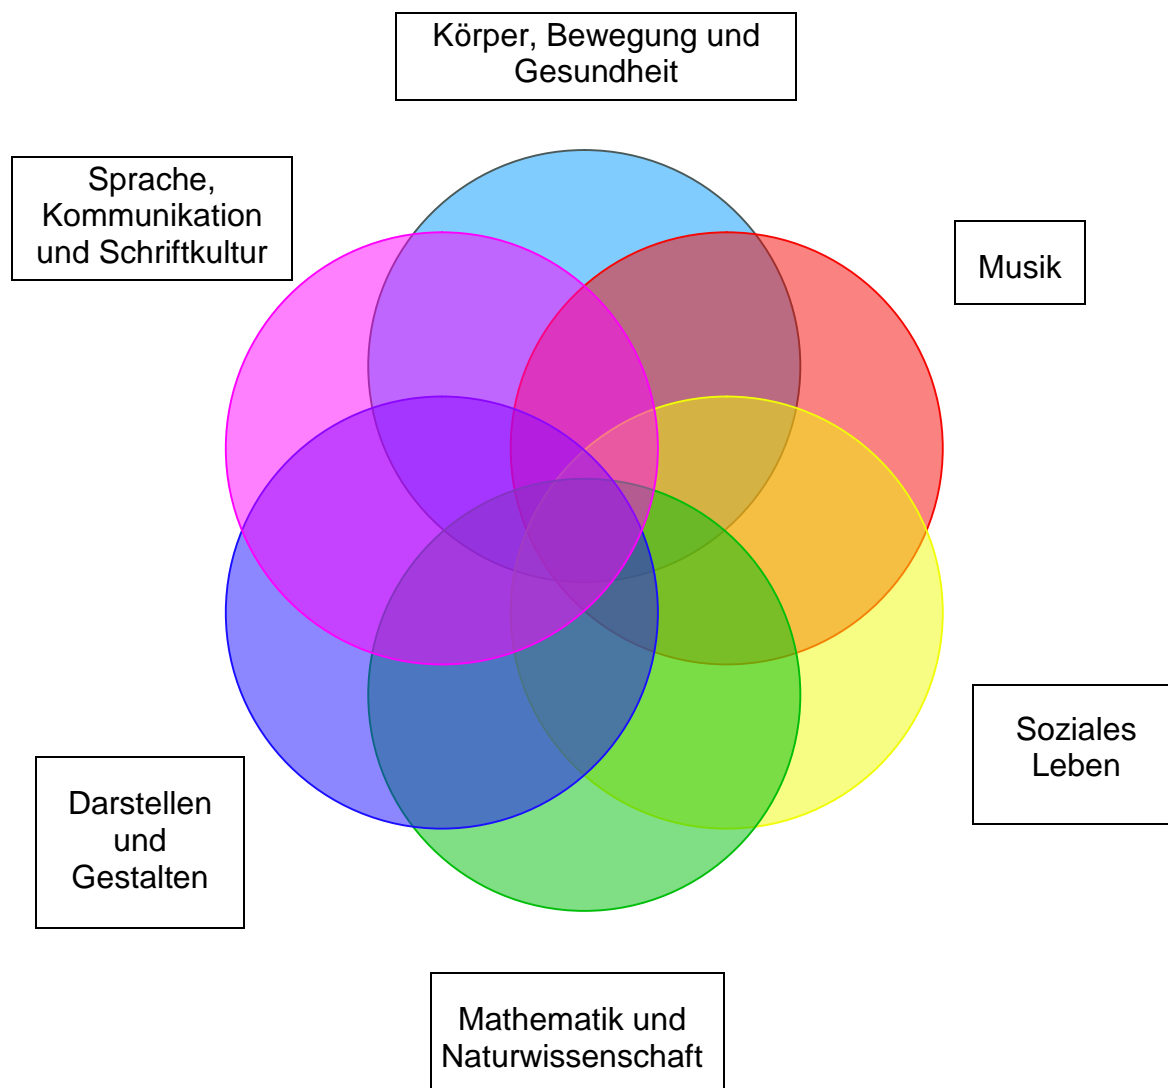 Körper, Bewegung und
Gesundheit
Sprache,
Kommunikation
und Schriftkultur
Musik
Soziales
Leben
Darstellen
und
Gestalten
Mathematik und
Naturwissenschaft